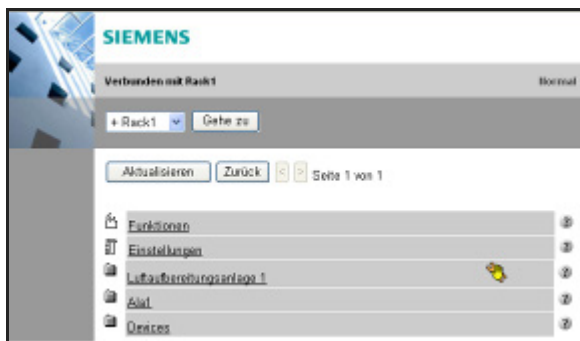 SIEMENS
Verbunden mit Rack1 Normal
+ Rack1 Gehe zu
Aktualisieren Zurück < > Seite 1 von 1
Funktionen
Einstellungen
Luftaufbereitungsanlage 1
Alaf
Devices